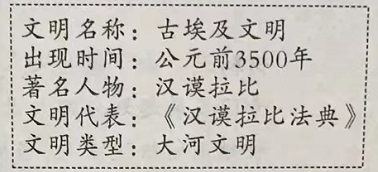 文明名称：古埃及文明
出现时间：公元前3500年
著名人物：汉谟拉比
文明代表：《汉谟拉比法典》
文明类型：大河文明